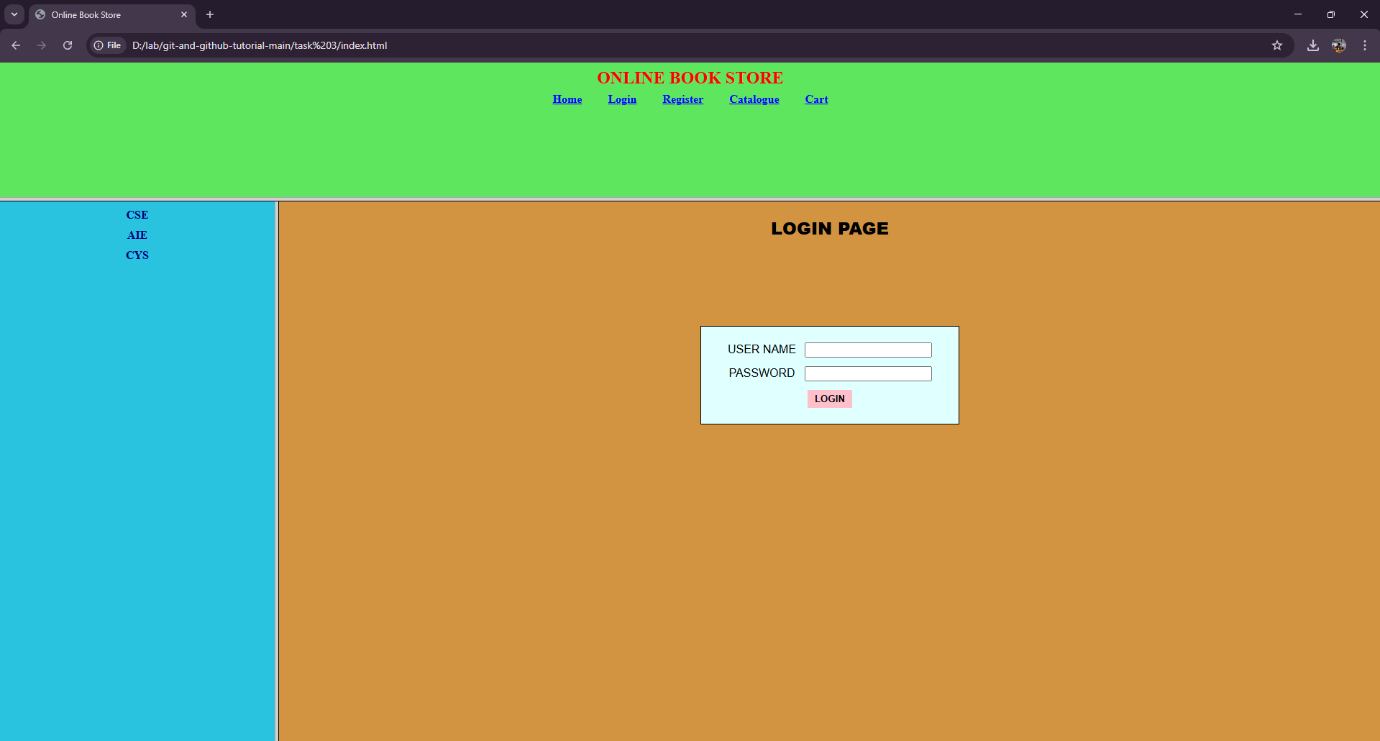 Online Book Store
File D:/lab/git-and-github-tutorial-main/task%203/index.html
ONLINE BOOK STORE
Home Login Register Catalogue Cart
CSE
AIE
CYS
LOGIN PAGE
USER NAME
PASSWORD
LOGIN